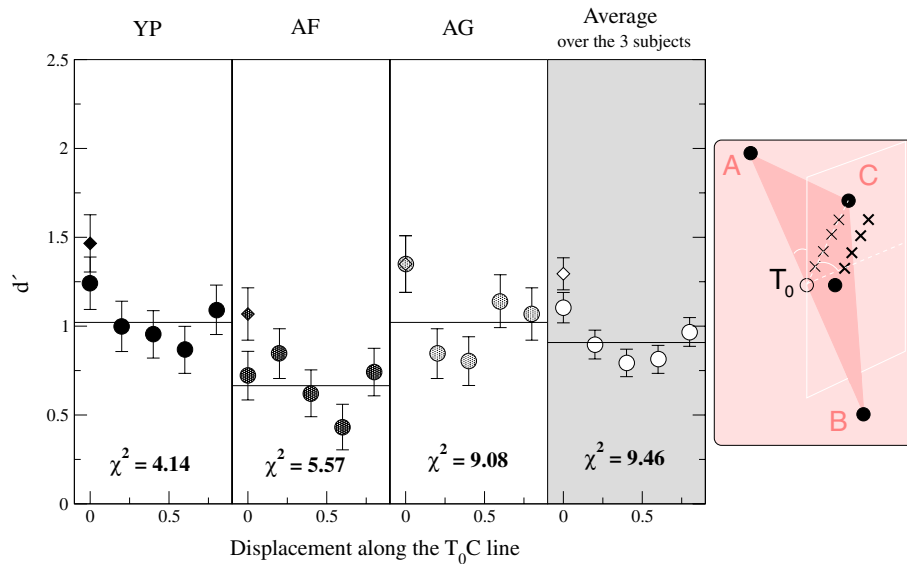 YP
AF
AG
Average
over the 3 subjects
2.5
2
1.5
1
0.5
0
d´
χ² = 4.14
χ² = 5.57
χ² = 9.08
χ² = 9.46
0 0.5 0 0.5 0 0.5 0 0.5
Displacement along the T₀C line
A
C
T₀
B